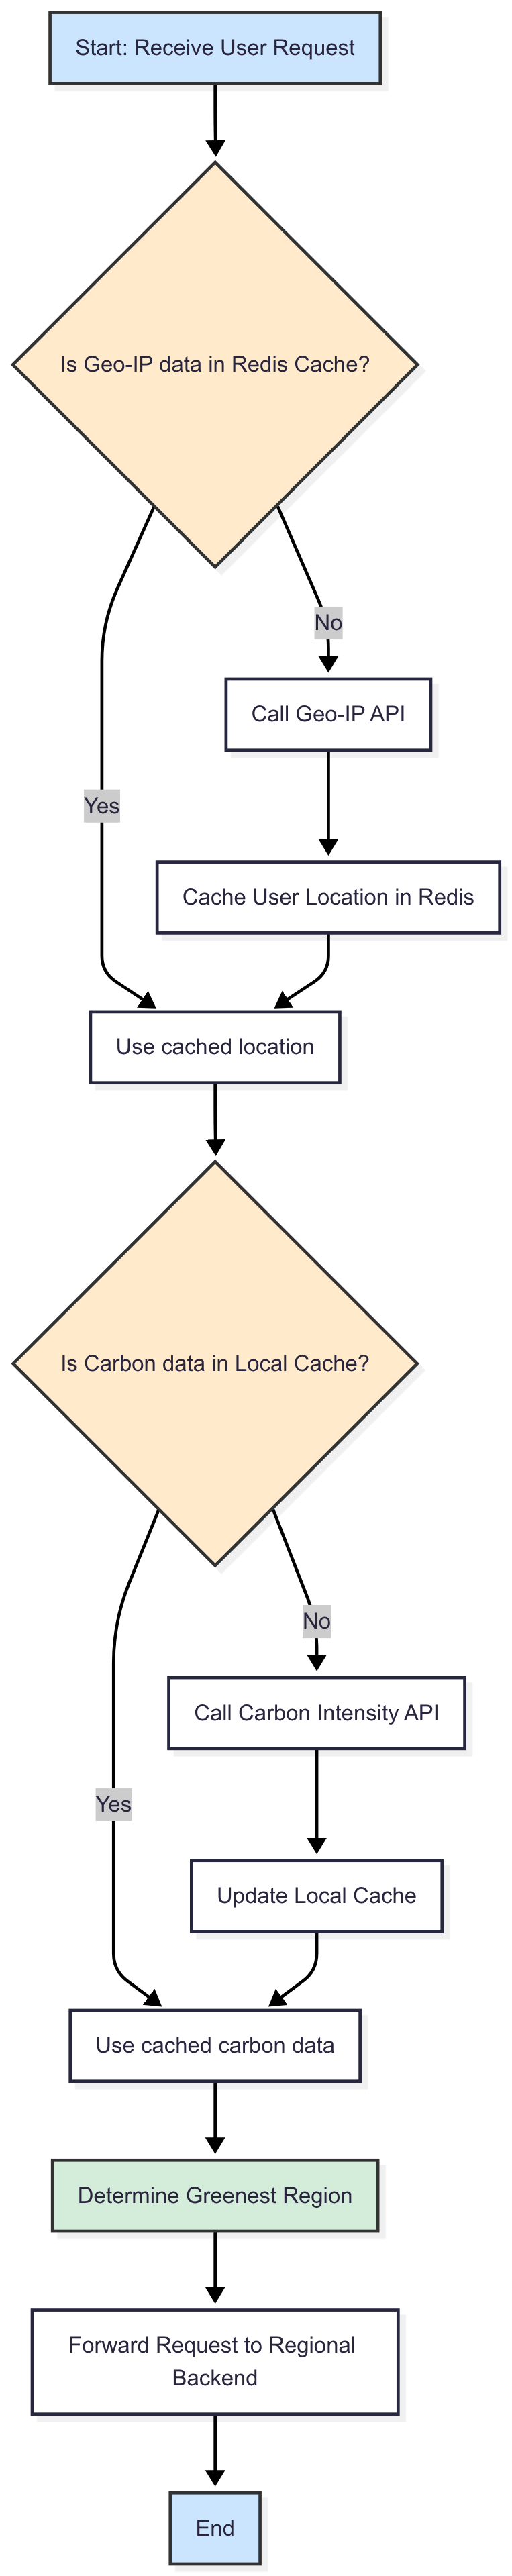 Start: Receive User Request
Is Geo-IP data in Redis Cache?
No
Call Geo-IP API
Yes
Cache User Location in Redis
Use cached location
Is Carbon data in Local Cache?
No
Call Carbon Intensity API
Yes
Update Local Cache
Use cached carbon data
Determine Greenest Region
Forward Request to Regional
Backend
End